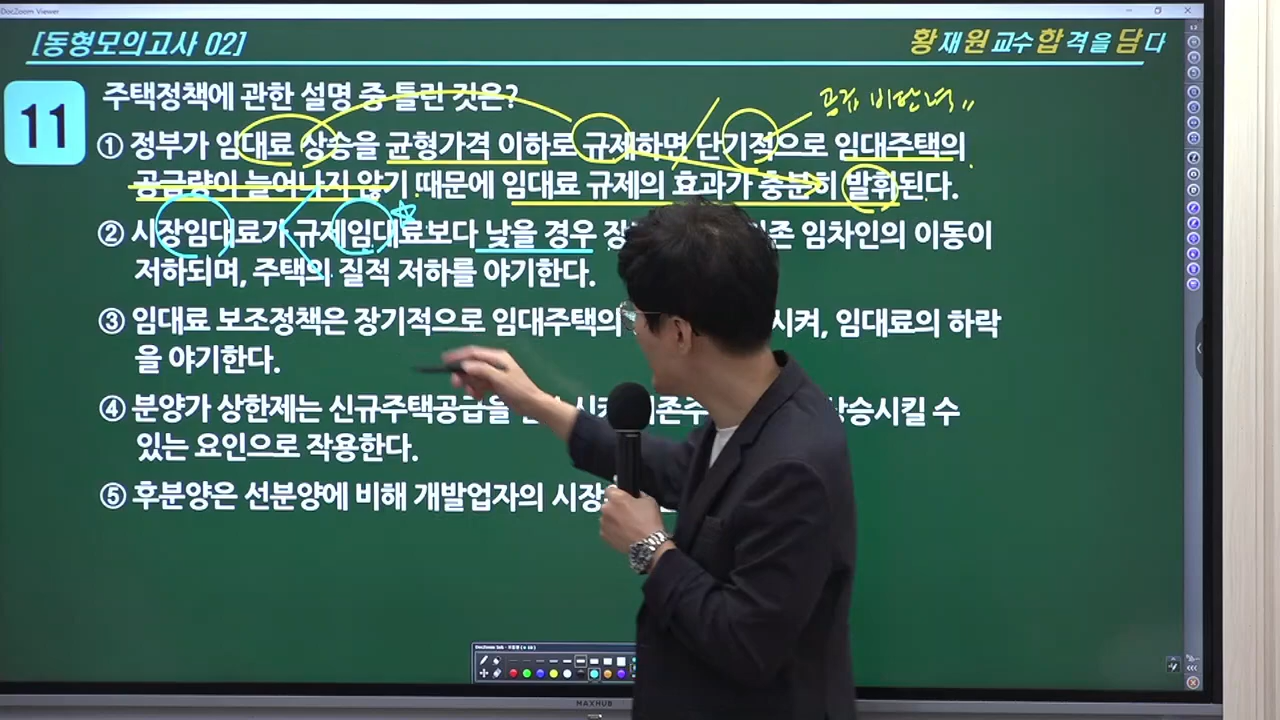 DocZoom Viewer
[동형모의고사 02]
황재원교수합격을담다
11
주택정책에 관한 설명 중 틀린 것은?
공급 비탄력"
① 정부가 임대료 상승을 균형가격 이하로 규제하면 단기적으로 임대주택의
공급량이 늘어나지 않기 때문에 임대료 규제의 효과가 충분히 발휘된다.
② 시장임대료가 규제임대료보다 낮을 경우 임차인의 이동이
저하되며, 주택의 질적 저하를 야기한다.
③ 임대료 보조정책은 장기적으로 임대주택의 시켜, 임대료의 하락
을 야기한다.
④ 분양가 상한제는 신규주택공급을 상승시킬 수
있는 요인으로 작용한다.
⑤ 후분양은 선분양에 비해 개발업자의
MAXHUB